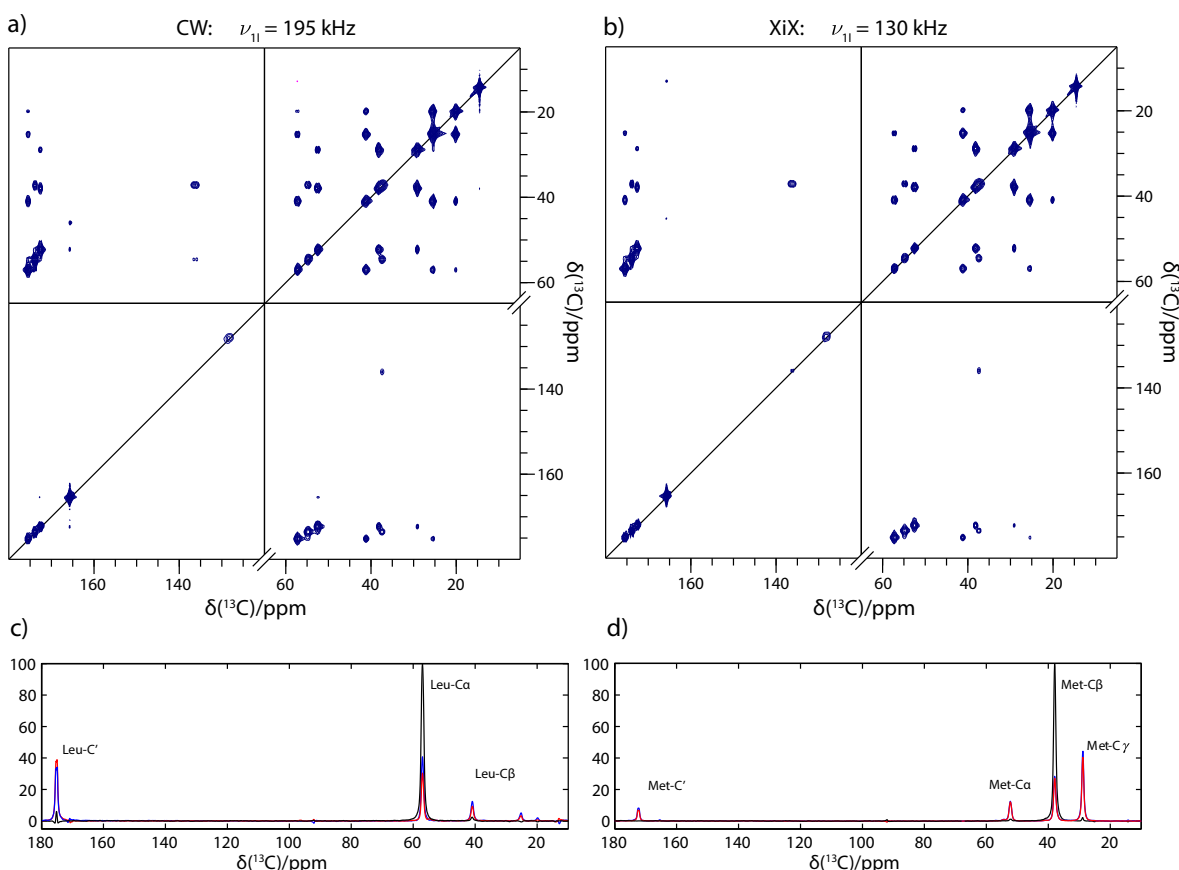 a) CW: ν1I = 195 kHz
b) XiX: ν1I = 130 kHz
20
40
60
δ(¹³C)/ppm
140
160
160 140 60 40 20
δ(¹³C)/ppm
20
40
60
δ(¹³C)/ppm
140
160
160 140 60 40 20
δ(¹³C)/ppm
c)
100
80
60
40
20
0
Leu-Cα
Leu-C'
Leu-Cβ
180 160 140 120 100 80 60 40 20
δ(¹³C)/ppm
d)
100
80
60
40
20
0
Met-Cβ
Met-Cγ
Met-C'
Met-Cα
180 160 140 120 100 80 60 40 20
δ(¹³C)/ppm